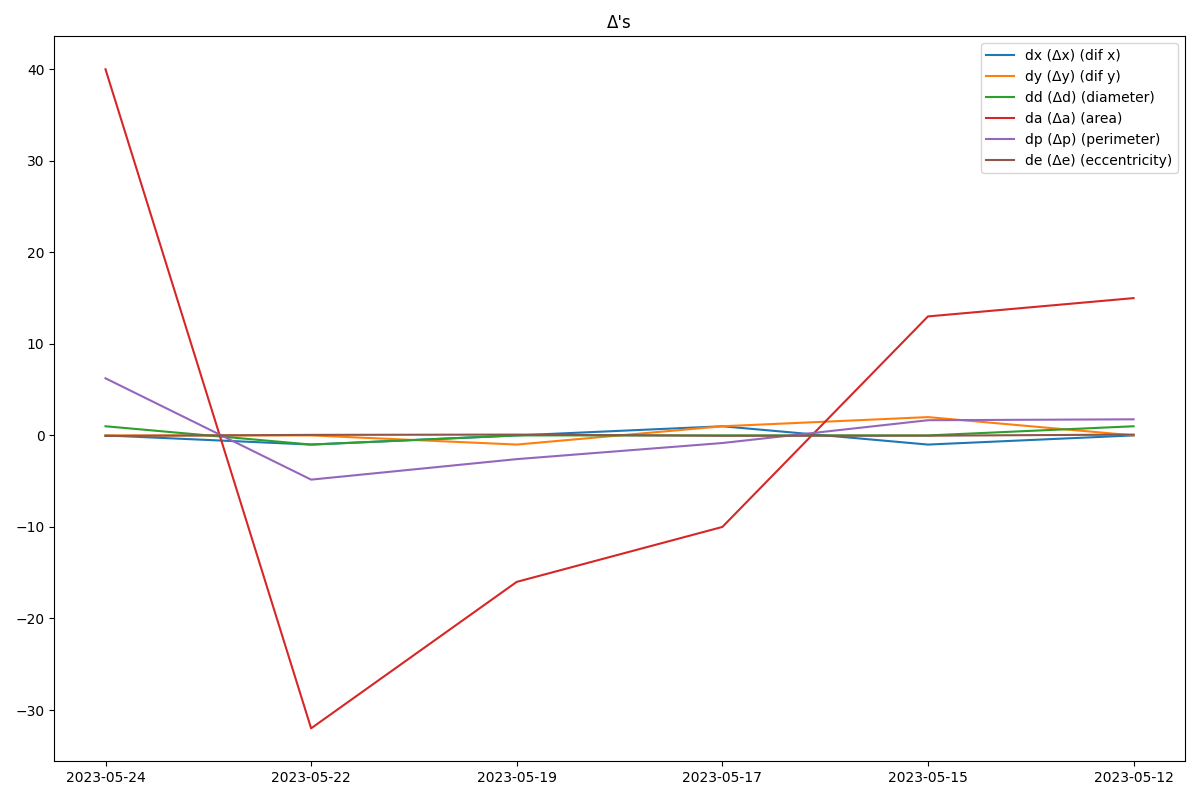 Δ's
dx (Δx) (dif x)
dy (Δy) (dif y)
dd (Δd) (diameter)
da (Δa) (area)
dp (Δp) (perimeter)
de (Δe) (eccentricity)
40
30
20
10
0
−10
−20
−30
2023-05-24 2023-05-22 2023-05-19 2023-05-17 2023-05-15 2023-05-12